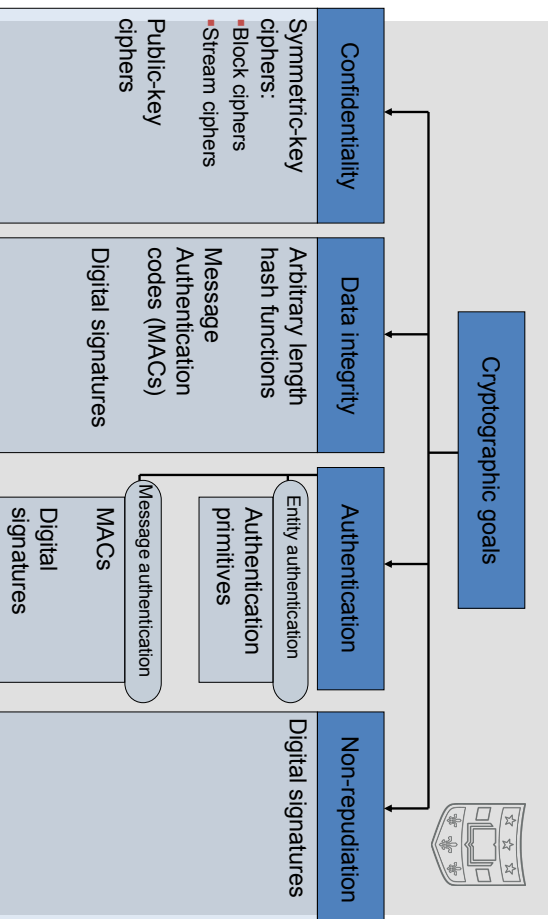 Cryptographic goals
Confidentiality
Symmetric-key
ciphers:
Block ciphers
Stream ciphers
Public-key
ciphers
Data integrity
Arbitrary length
hash functions
Message
Authentication
codes (MACs)
Digital signatures
Authentication
Entity authentication
Authentication
primitives
Message authentication
MACs
Digital
signatures
Non-repudiation
Digital signatures